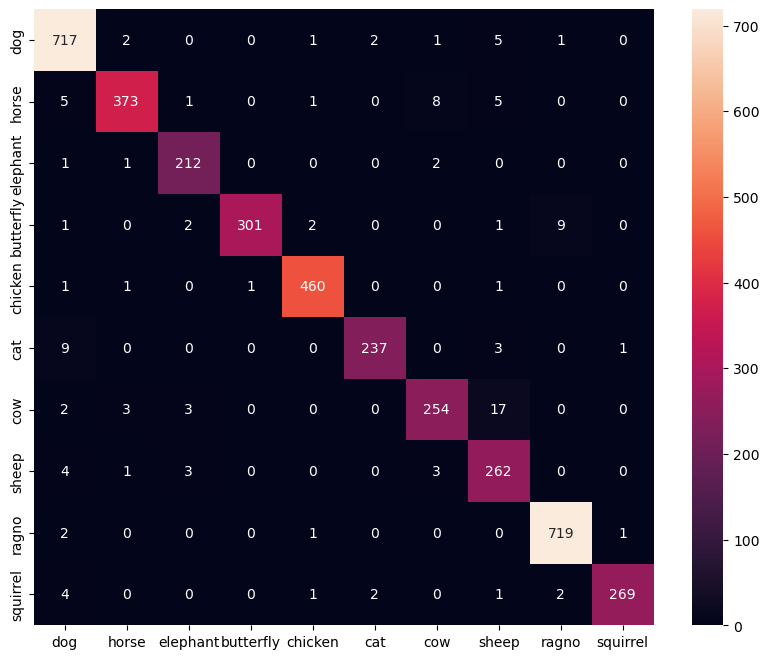 dog 717 2 0 0 1 2 1 5 1 0
horse 5 373 1 0 1 0 8 5 0 0
elephant 1 1 212 0 0 0 2 0 0 0
butterfly 1 0 2 301 2 0 0 1 9 0
chicken 1 1 0 1 460 0 0 1 0 0
cat 9 0 0 0 0 237 0 3 0 1
cow 2 3 3 0 0 0 254 17 0 0
sheep 4 1 3 0 0 0 3 262 0 0
ragno 2 0 0 0 1 0 0 0 719 1
squirrel 4 0 0 0 1 2 0 1 2 269
dog horse elephant butterfly chicken cat cow sheep ragno squirrel
700
600
500
400
300
200
100
0